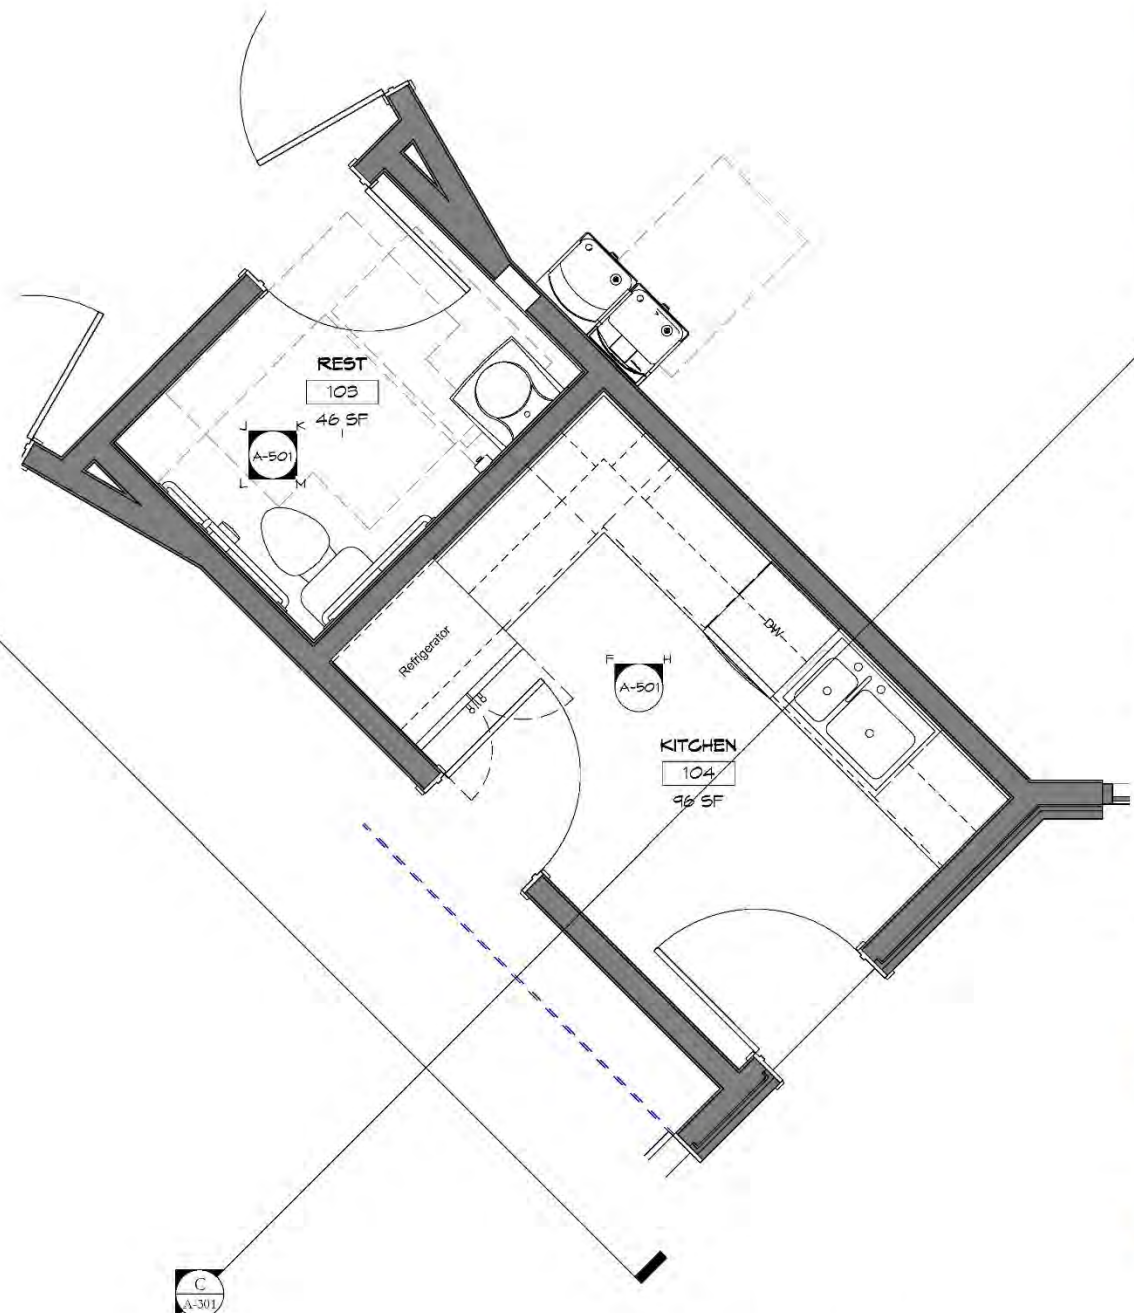 REST
103
46 SF
J K
A-501
L M
Refrigerator
DW
F H
A-501
KITCHEN
104
96 SF
C
A-301